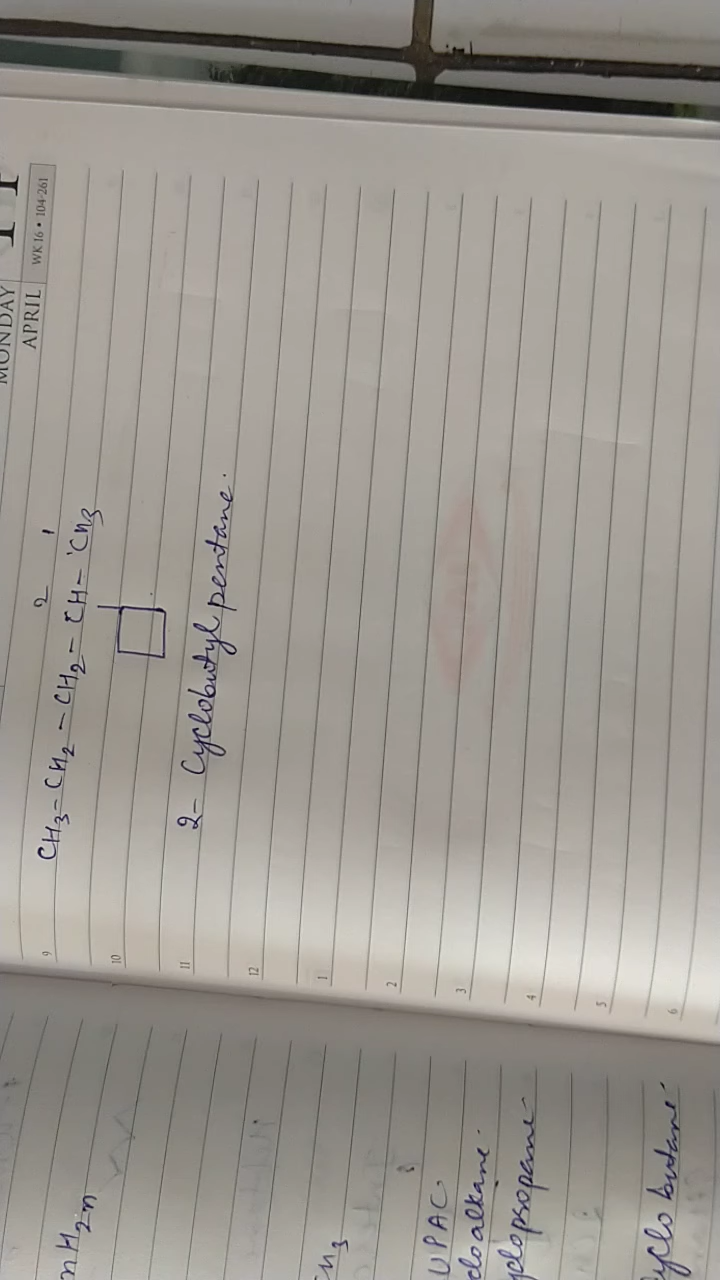 MONDAY
APRIL
WK 16 • 104-261
2 1
CH3-CH2-CH2-CH-CH3
2- Cyclobutyl pentane.
9
10
11
12
1
2
3
4
5
6
nH2n
UPAC
cloalkane.
yclopropane
yclo butane